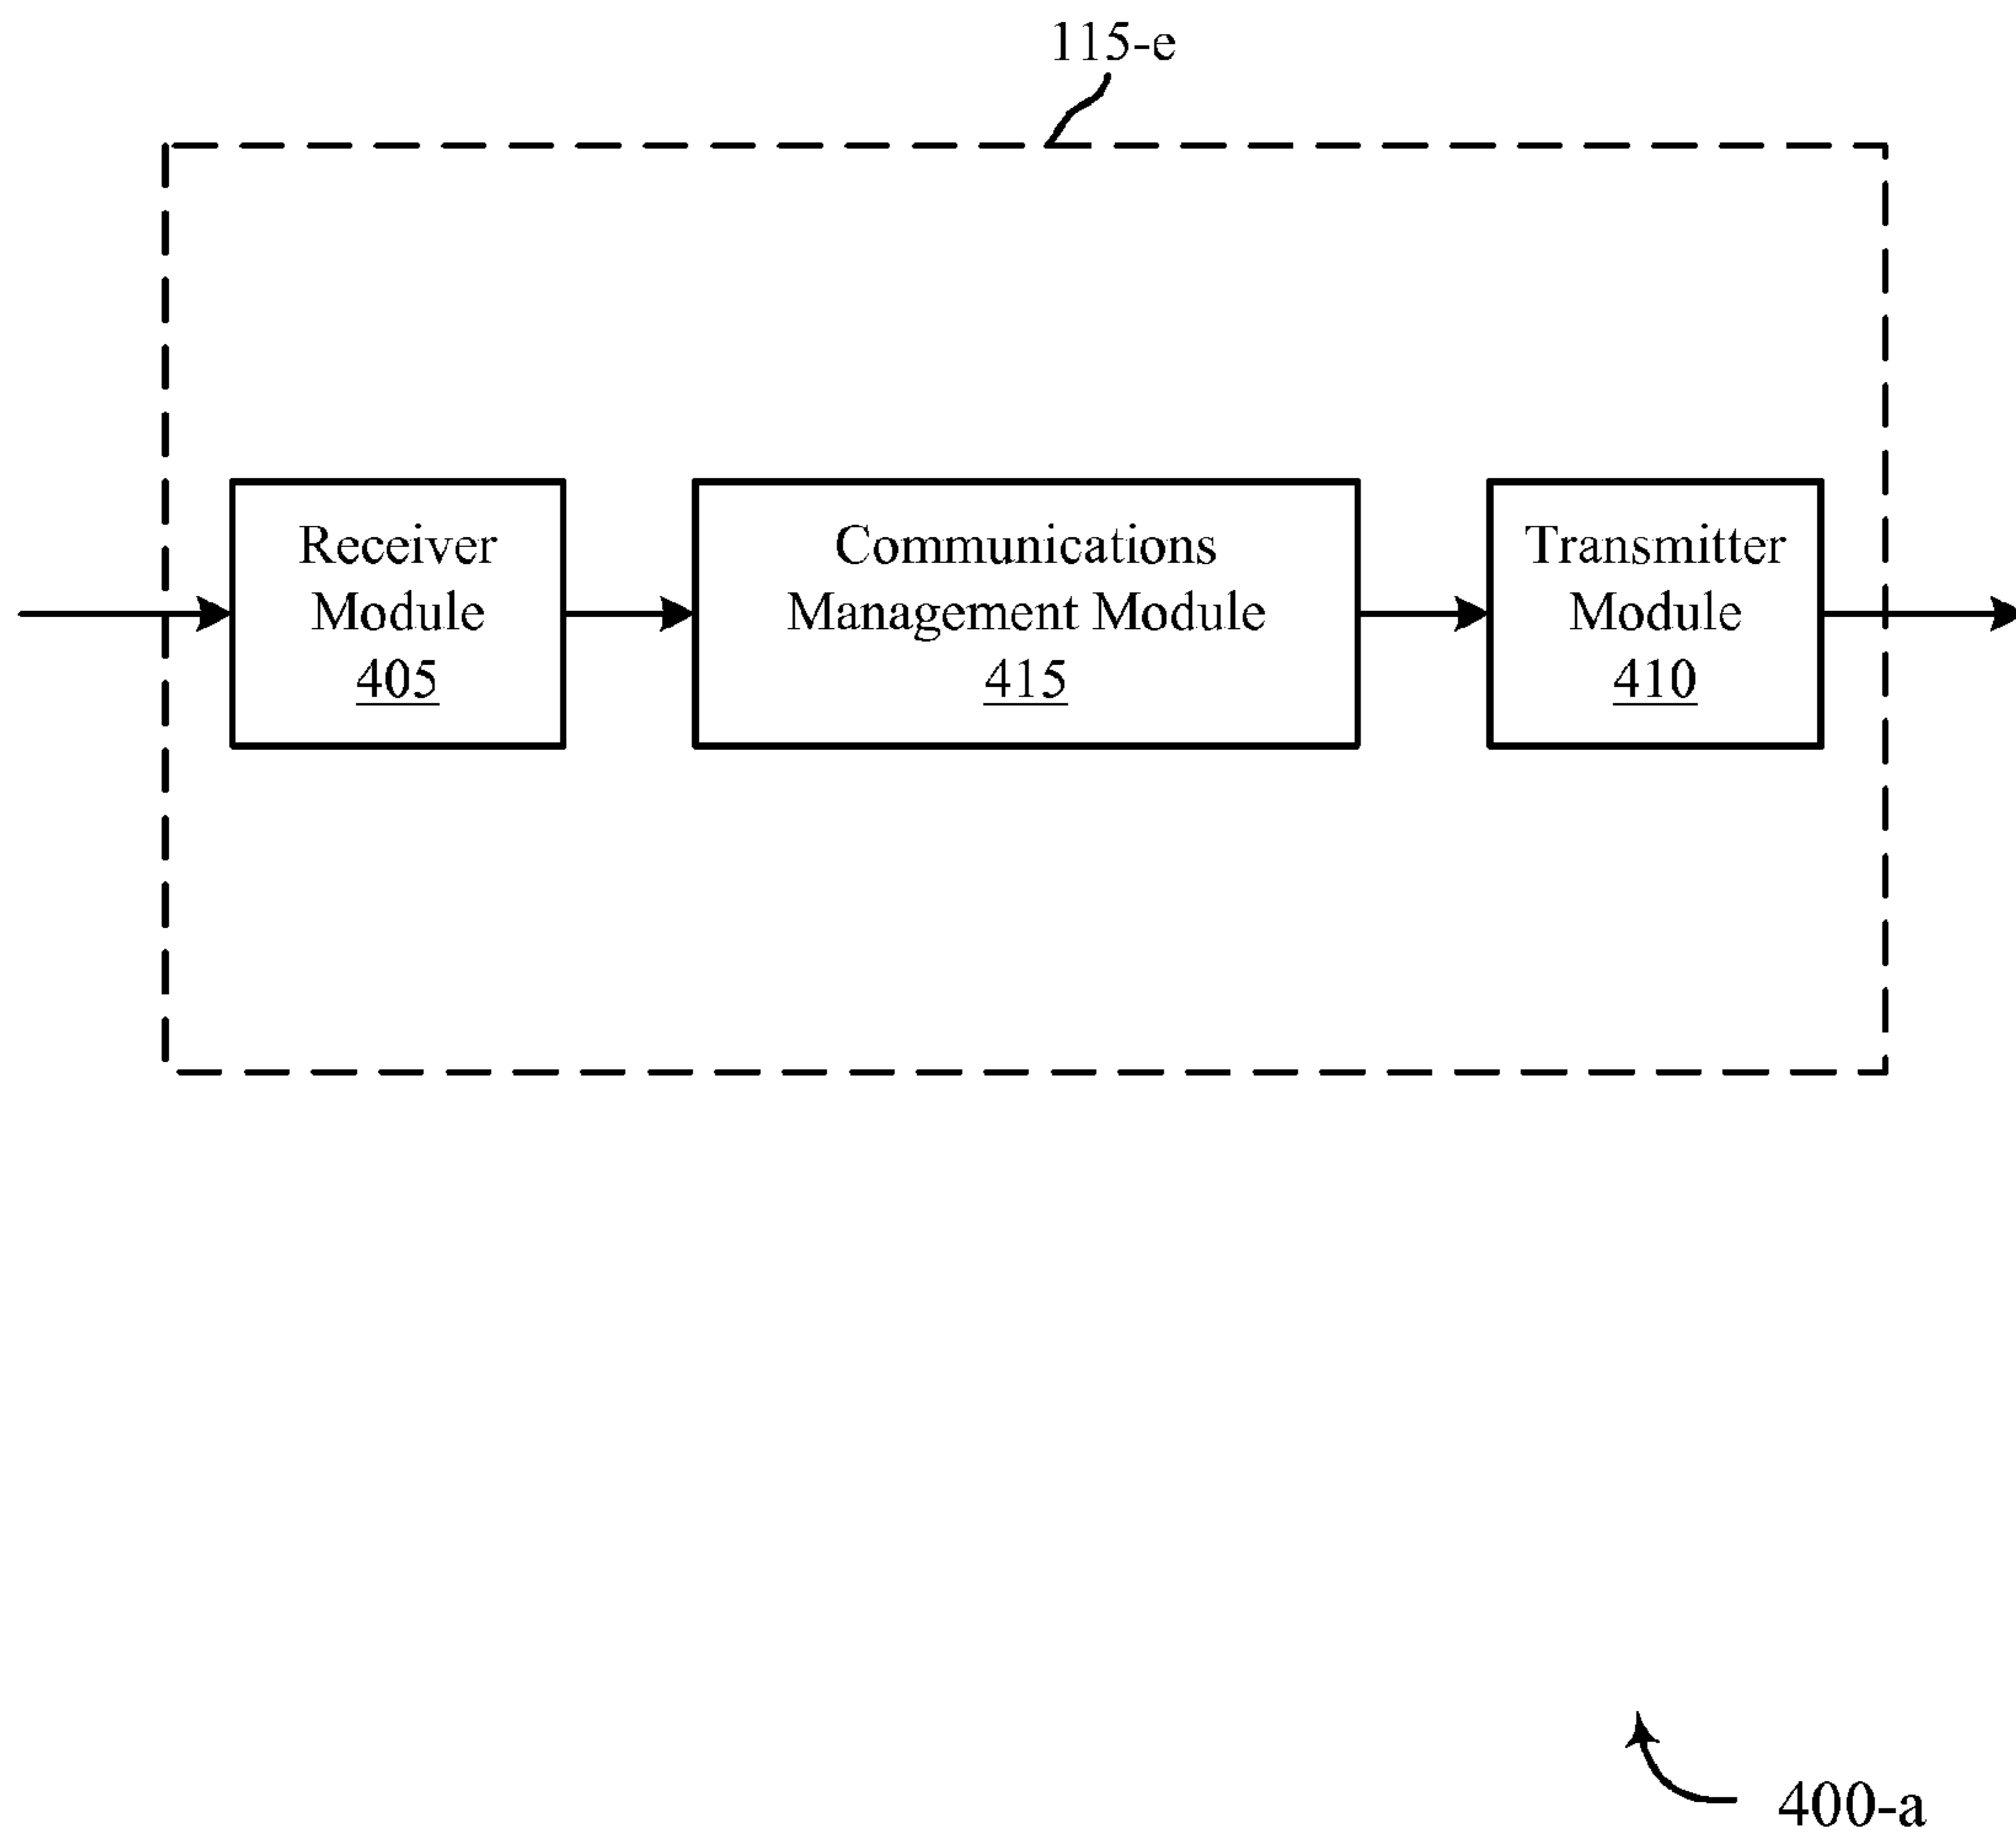 115-e
Receiver
Module
405
Communications
Management Module
415
Transmitter
Module
410
400-a